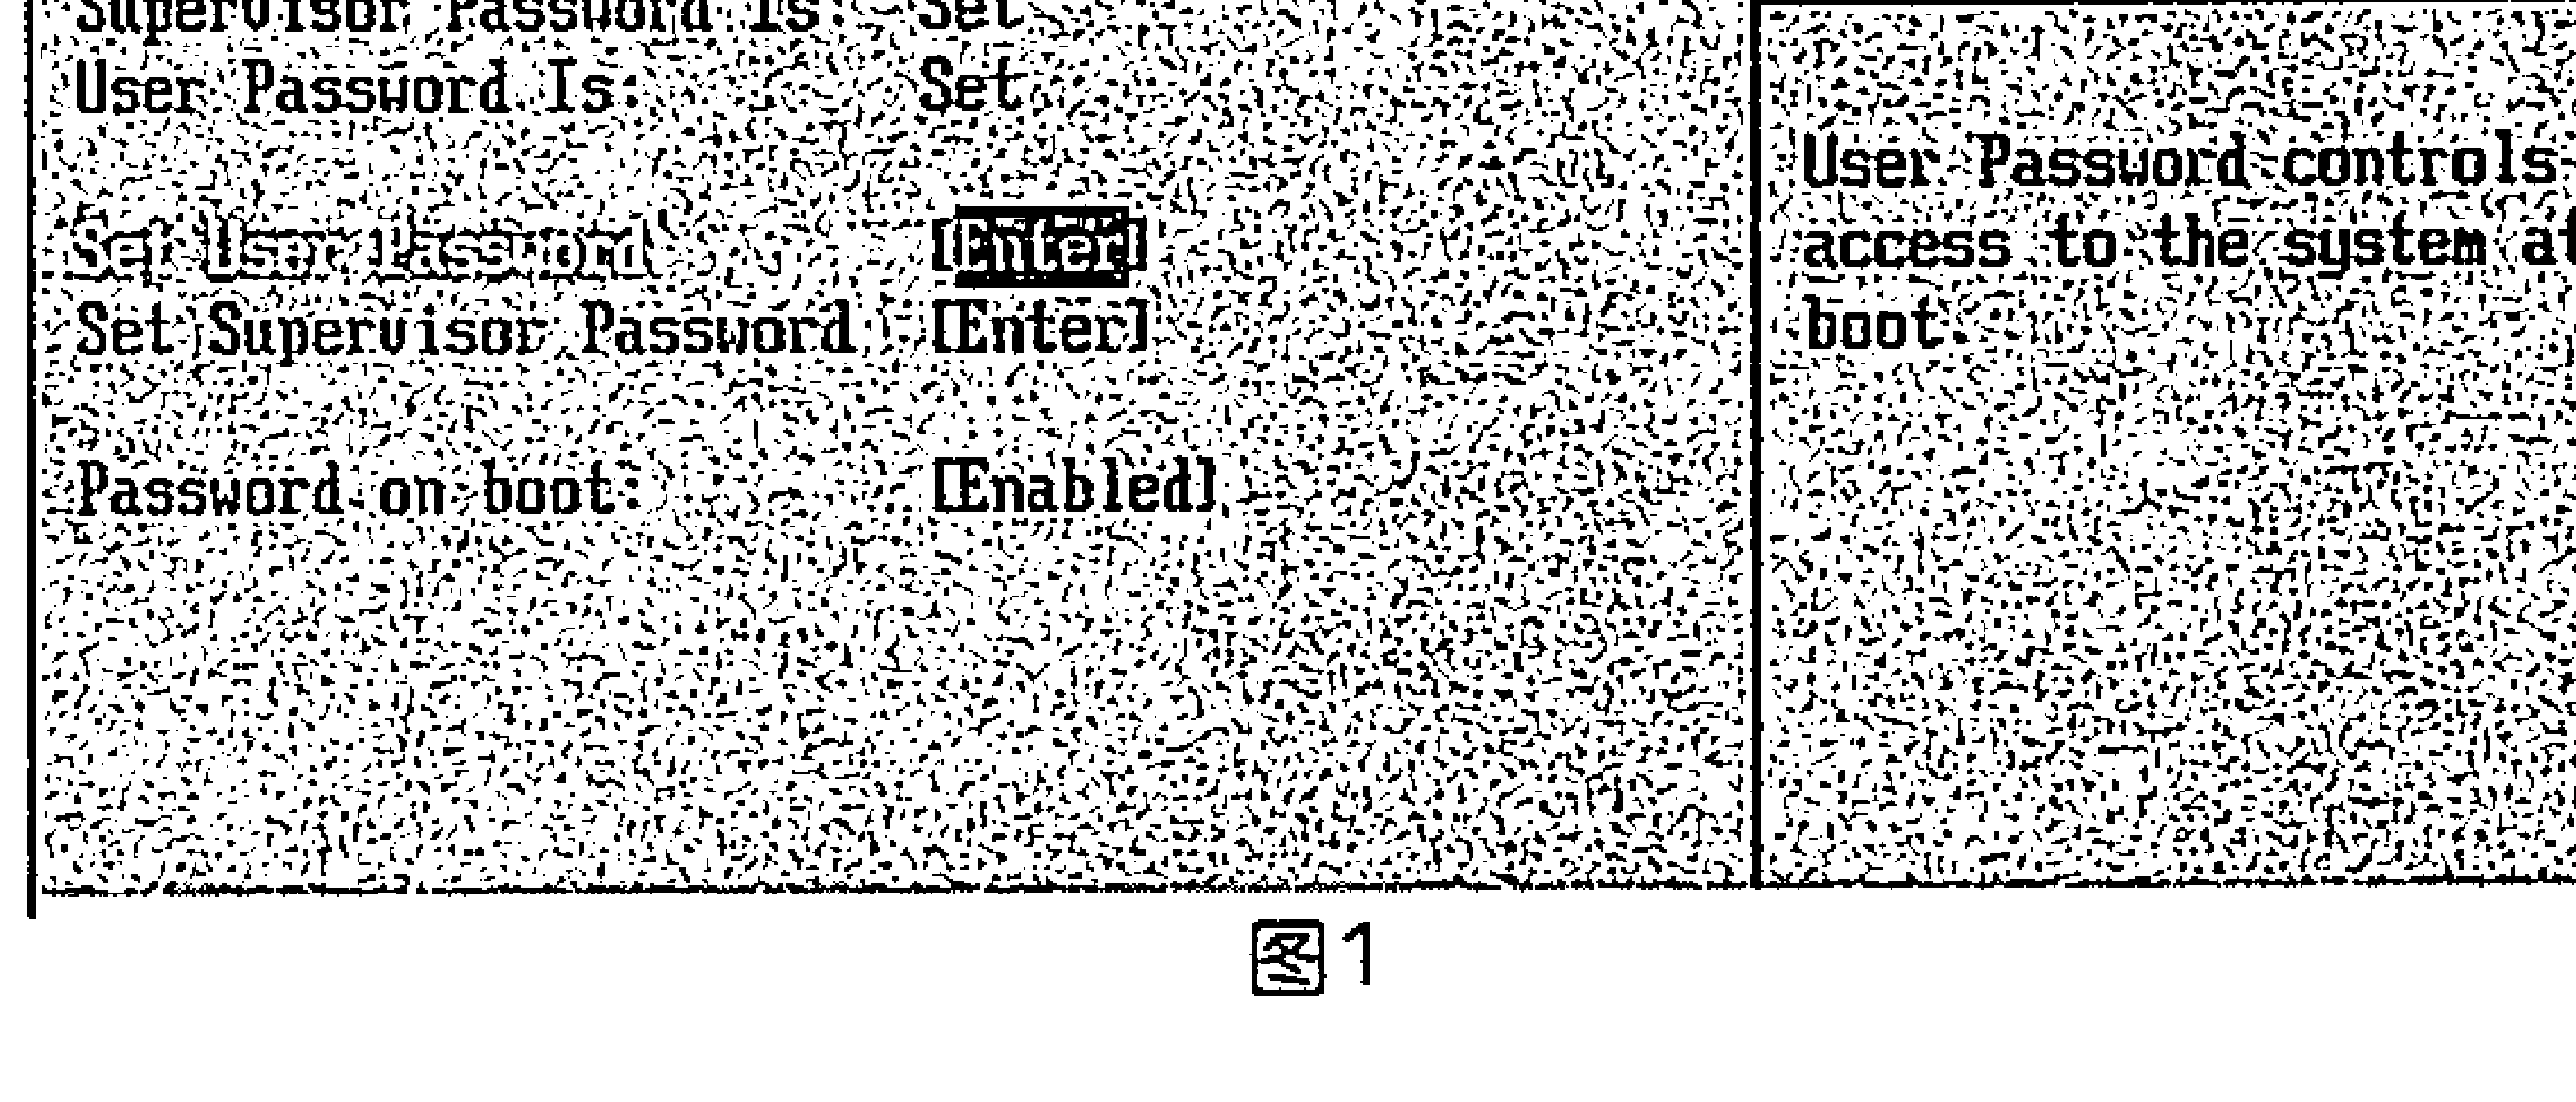 Supervisor Password Is: Set
User Password Is: Set
Set User Password [Enter]
Set Supervisor Password [Enter]
Password on boot: [Enabled]
User Password controls
access to the system at
boot.
图1